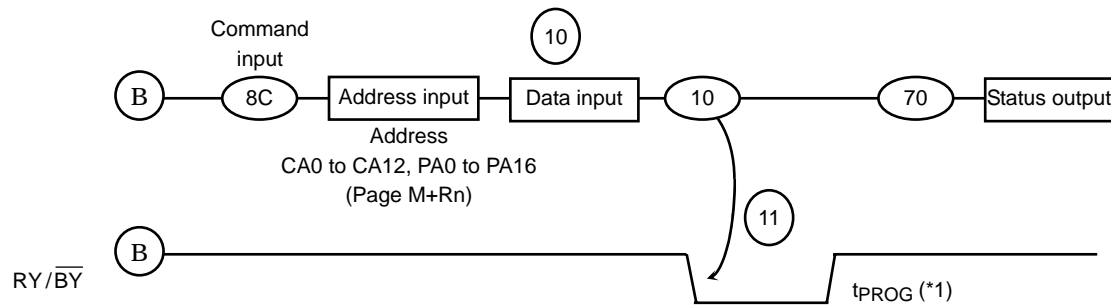 Command
input
10
B
8C
Address input
Data input
10
70
Status output
Address
CA0 to CA12, PA0 to PA16
(Page M+Rn)
11
B
RY/BY
tPROG (*1)